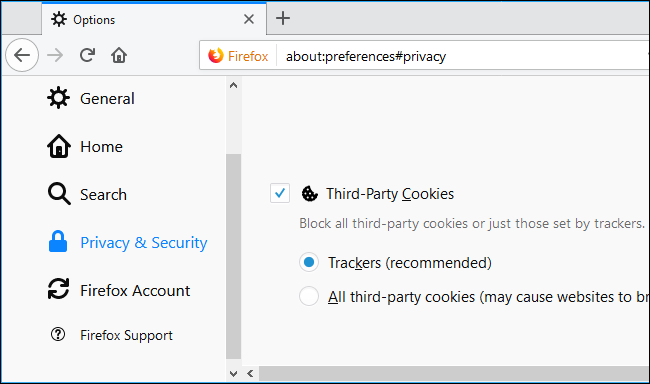 Options
Firefox
about:preferences#privacy
General
Home
Search
Privacy & Security
Firefox Account
Firefox Support
Third-Party Cookies
Block all third-party cookies or just those set by trackers.
Trackers (recommended)
All third-party cookies (may cause websites to